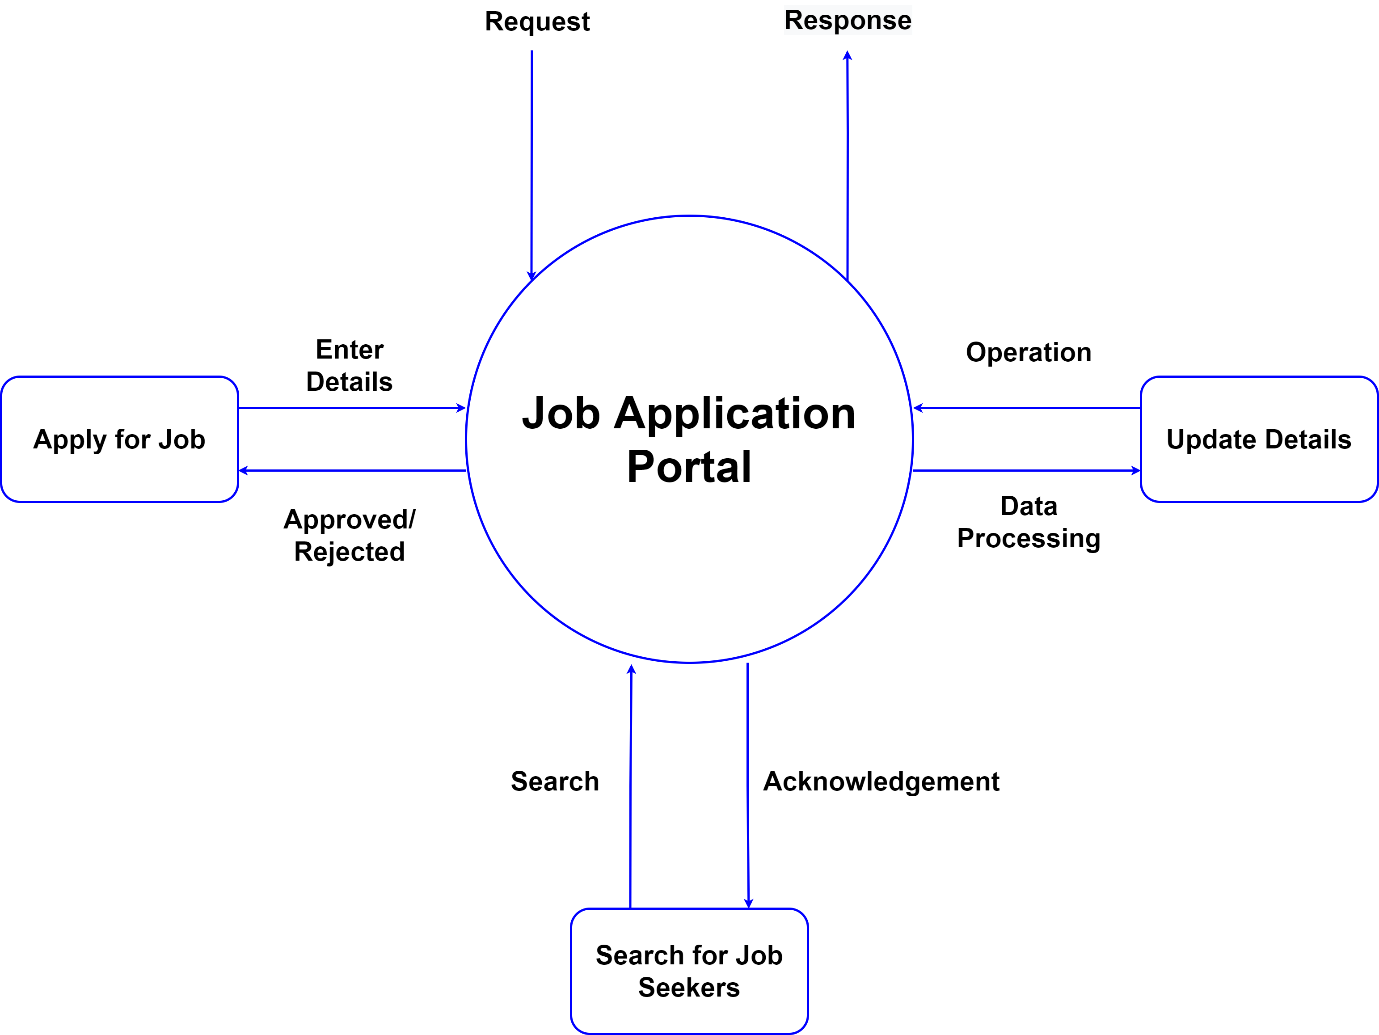 Request
Response
Enter
Details
Operation
Apply for Job
Job Application
Portal
Update Details
Approved/
Rejected
Data
Processing
Search
Acknowledgement
Search for Job
Seekers